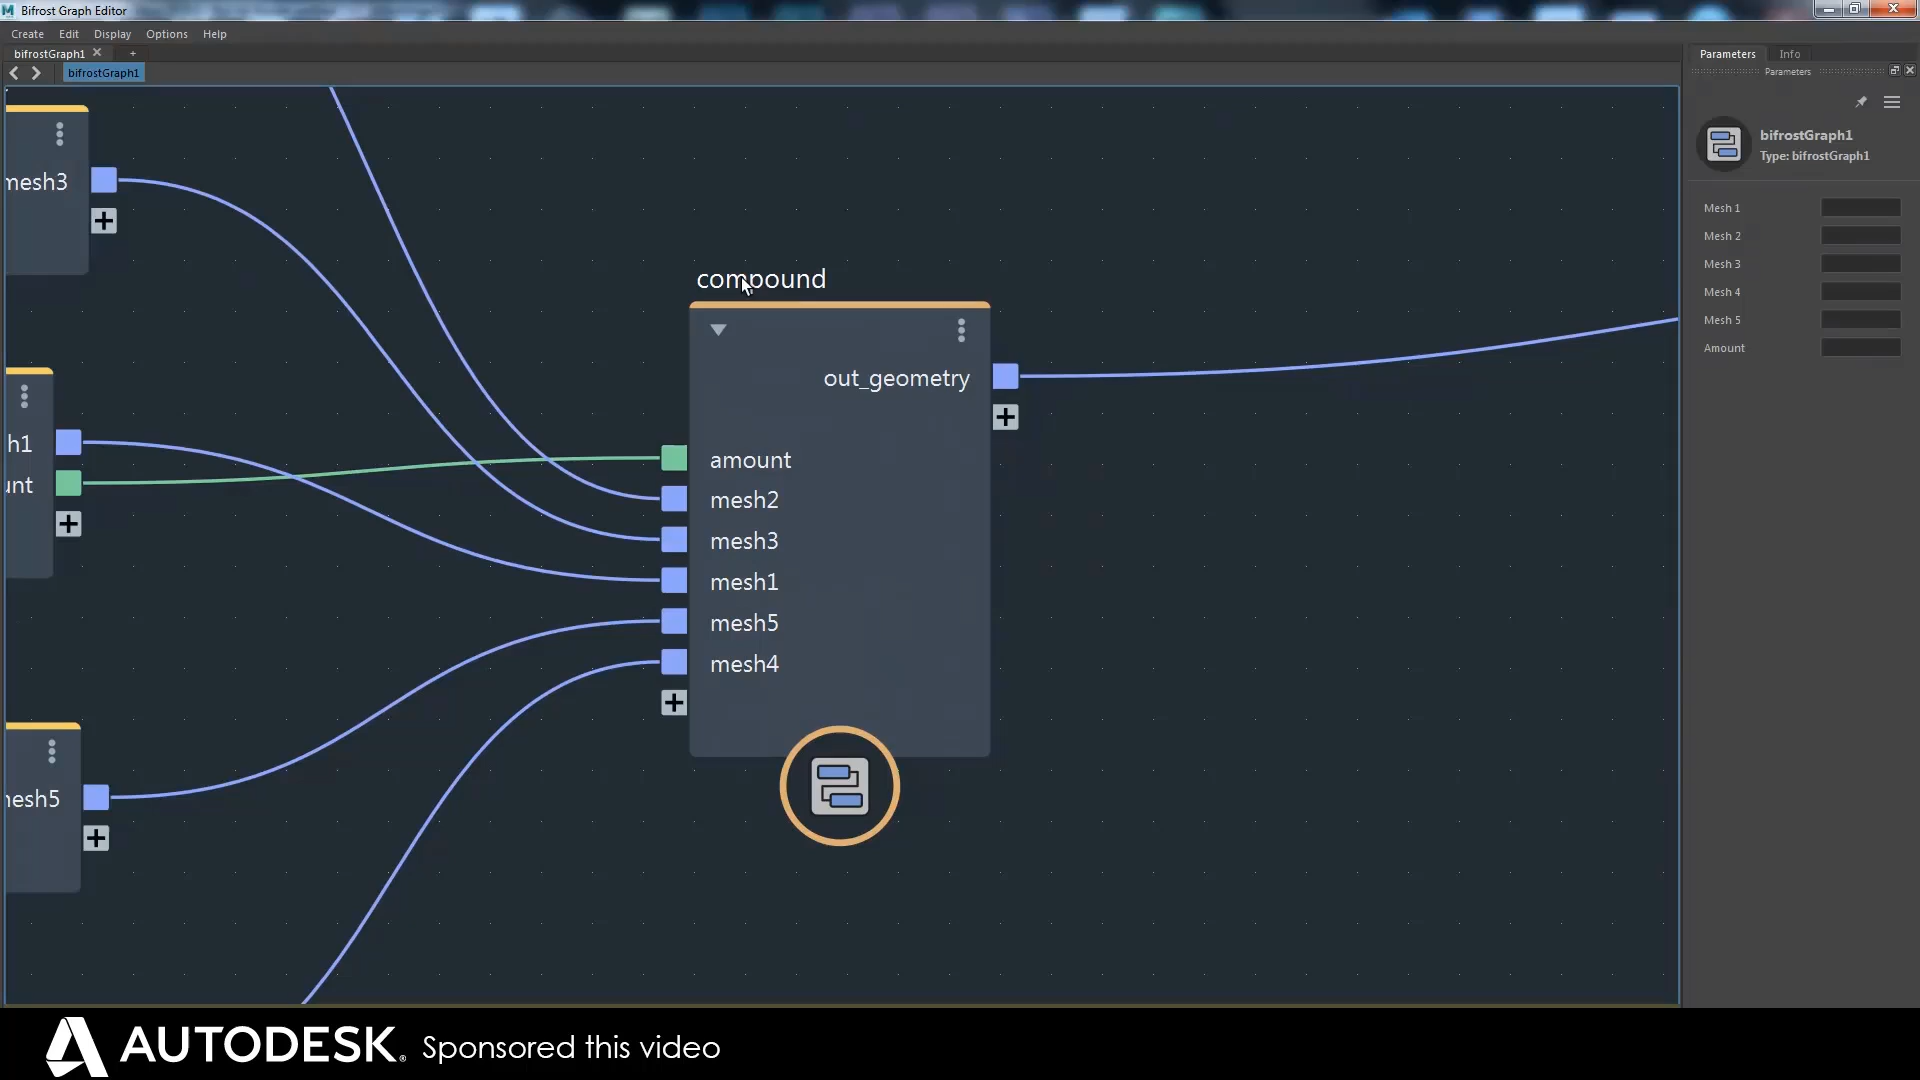 Bifrost Graph Editor
Create Edit Display Options Help
bifrostGraph1
bifrostGraph1
Parameters Info
Parameters
bifrostGraph1
Type: bifrostGraph1
Mesh 1
Mesh 2
Mesh 3
Mesh 4
Mesh 5
Amount
mesh3
h1
unt
mesh5
compound
out_geometry
amount
mesh2
mesh3
mesh1
mesh5
mesh4
AUTODESK. Sponsored this video